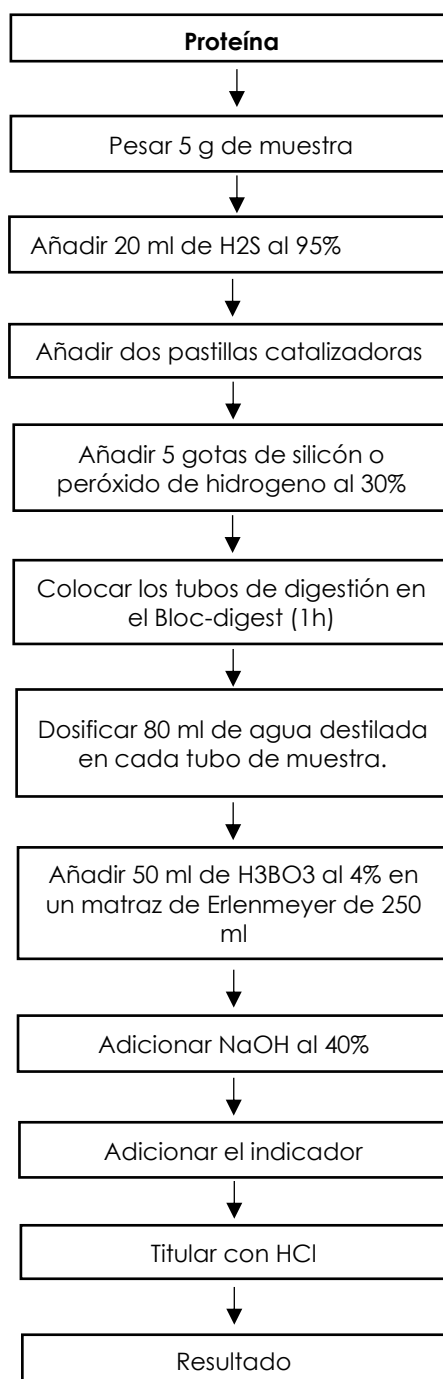 Proteína
Pesar 5 g de muestra
Añadir 20 ml de H2S al 95%
Añadir dos pastillas catalizadoras
Añadir 5 gotas de silicón o
peróxido de hidrogeno al 30%
Colocar los tubos de digestión en
el Bloc-digest (1h)
Dosificar 80 ml de agua destilada
en cada tubo de muestra.
Añadir 50 ml de H3BO3 al 4% en
un matraz de Erlenmeyer de 250
ml
Adicionar NaOH al 40%
Adicionar el indicador
Titular con HCl
Resultado